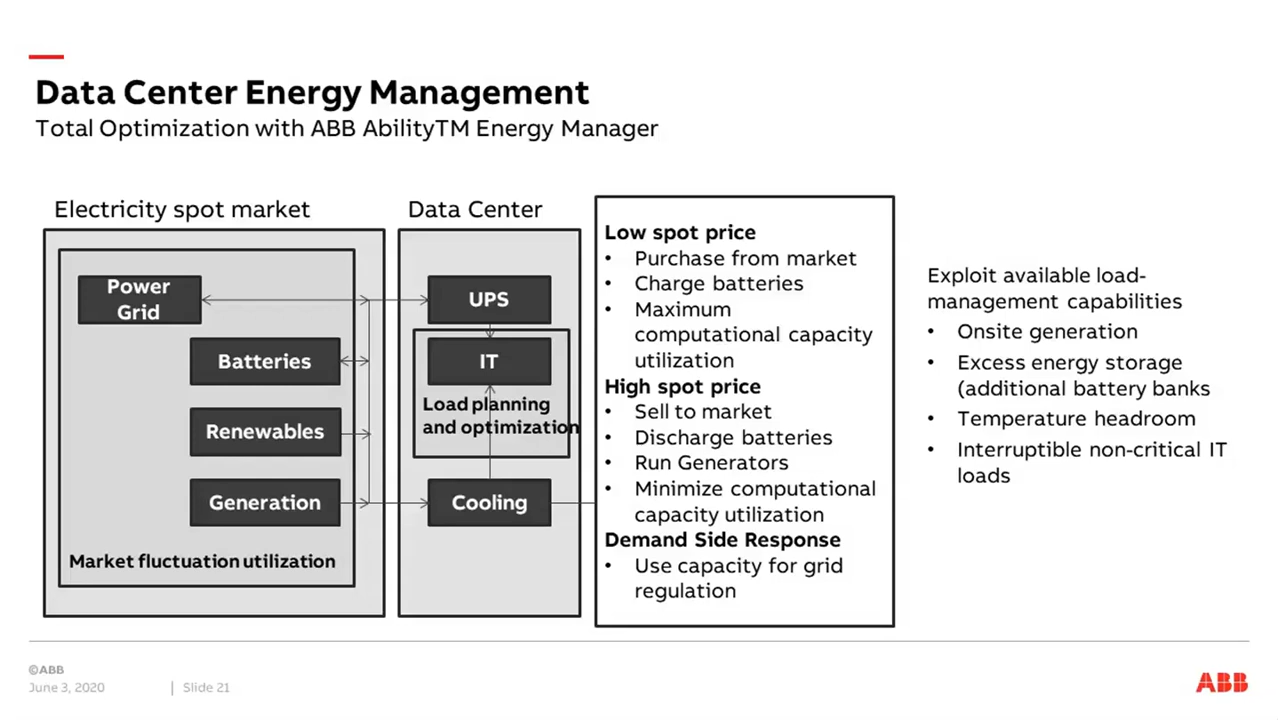 Data Center Energy Management
Total Optimization with ABB AbilityTM Energy Manager
Electricity spot market
Power
Grid
Batteries
Renewables
Generation
Market fluctuation utilization
Data Center
UPS
IT
Load planning
and optimization
Cooling
Low spot price
• Purchase from market
• Charge batteries
• Maximum
computational capacity
utilization
High spot price
• Sell to market
• Discharge batteries
• Run Generators
• Minimize computational
capacity utilization
Demand Side Response
• Use capacity for grid
regulation
Exploit available load-
management capabilities
• Onsite generation
• Excess energy storage
(additional battery banks
• Temperature headroom
• Interruptible non-critical IT
loads
©ABB
June 3, 2020 | Slide 21
ABB